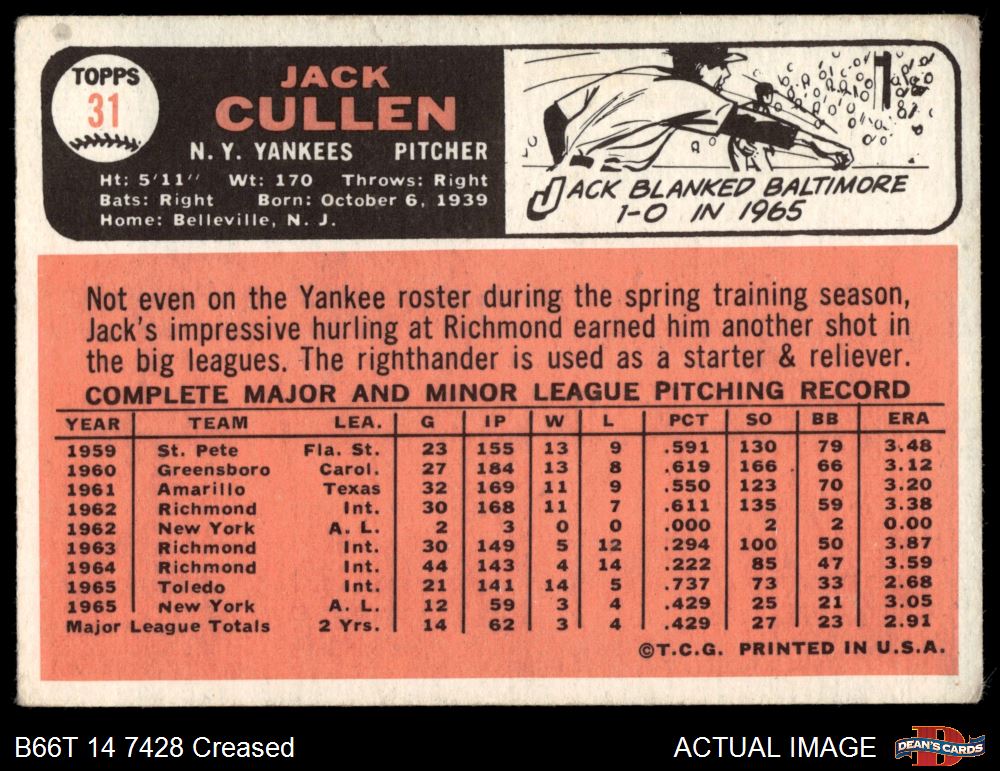 TOPPS
31
JACK
CULLEN
N. Y. YANKEES PITCHER
Ht: 5'11" Wt: 170 Throws: Right
Bats: Right Born: October 6, 1939
Home: Belleville, N. J.
JACK BLANKED BALTIMORE
1-0 IN 1965
Not even on the Yankee roster during the spring training season,
Jack's impressive hurling at Richmond earned him another shot in
the big leagues. The righthander is used as a starter & reliever.
COMPLETE MAJOR AND MINOR LEAGUE PITCHING RECORD
YEAR TEAM LEA. G IP W L PCT SO BB ERA
1959 St. Pete Fla. St. 23 155 13 9 .591 130 79 3.48
1960 Greensboro Carol. 27 184 13 8 .619 166 66 3.12
1961 Amarillo Texas 32 169 11 9 .550 123 70 3.20
1962 Richmond Int. 30 168 11 7 .611 135 59 3.38
1962 New York A. L. 2 3 0 0 .000 2 2 0.00
1963 Richmond Int. 30 149 5 12 .294 100 50 3.87
1964 Richmond Int. 44 143 4 14 .222 85 47 3.59
1965 Toledo Int. 21 141 14 5 .737 73 33 2.68
1965 New York A. L. 12 59 3 4 .429 25 21 3.05
Major League Totals 2 Yrs. 14 62 3 4 .429 27 23 2.91
©T.C.G. PRINTED IN U.S.A.
B66T 14 7428 Creased
ACTUAL IMAGE
DEAN'S CARDS